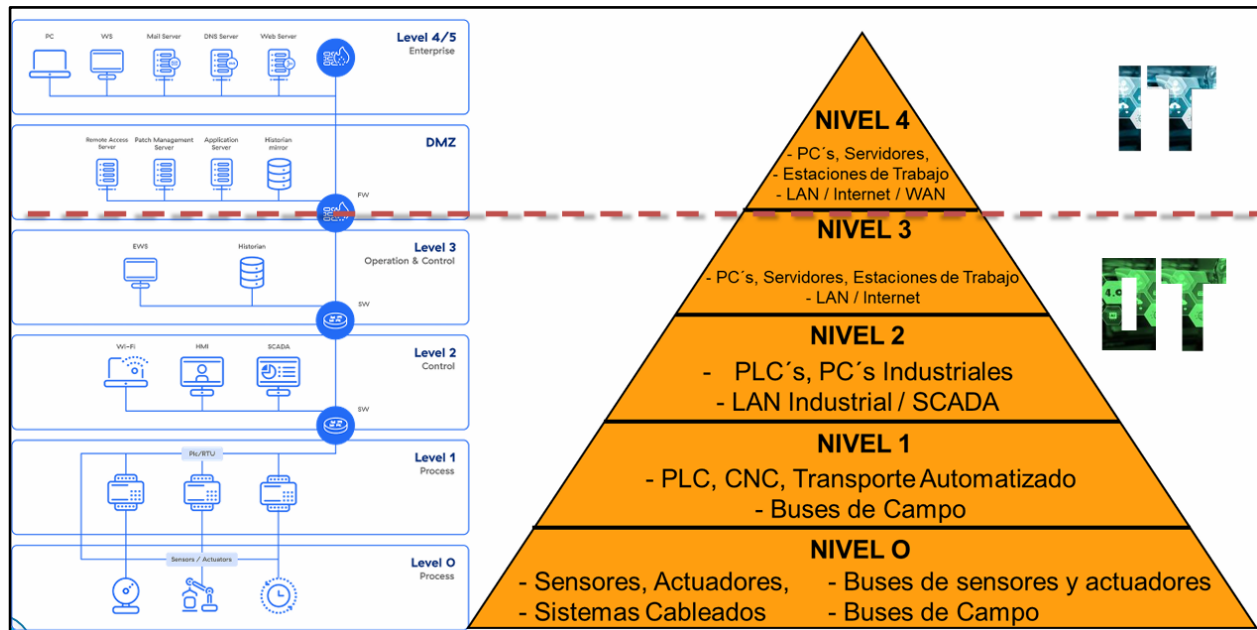 PC WS Mail Server DNS Server Web Server
Level 4/5
Enterprise
Remote Access Server
Patch Management Server
Application Server
Historian mirror
DMZ
FW
EWS Historian
Level 3
Operation & Control
SW
Wi-Fi HMI SCADA
Level 2
Control
SW
Plc/RTU
Level 1
Process
Sensors / Actuators
Level 0
Process
NIVEL 4
- PC´s, Servidores,
- Estaciones de Trabajo
- LAN / Internet / WAN
NIVEL 3
- PC´s, Servidores, Estaciones de Trabajo
- LAN / Internet
NIVEL 2
- PLC´s, PC´s Industriales
- LAN Industrial / SCADA
NIVEL 1
- PLC, CNC, Transporte Automatizado
- Buses de Campo
NIVEL O
- Sensores, Actuadores,
- Sistemas Cableados
- Buses de sensores y actuadores
- Buses de Campo
IT
OT
4.0